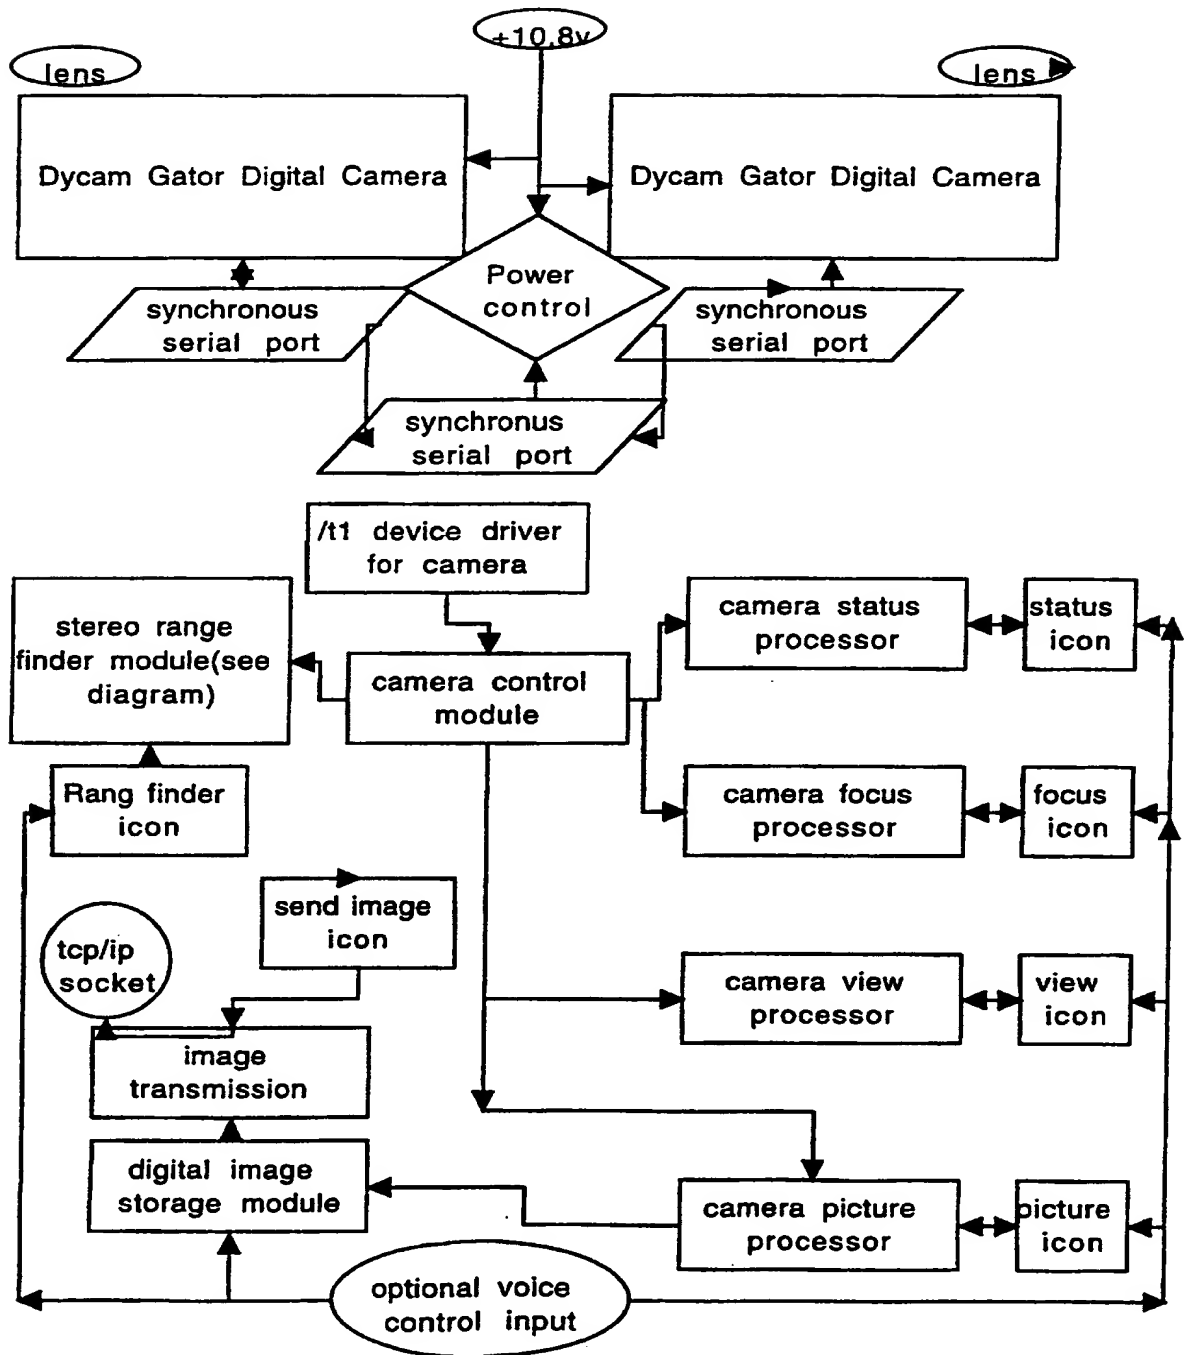 +10.8v
lens
lens
Dycam Gator Digital Camera
Dycam Gator Digital Camera
Power
control
synchronous
serial port
synchronous
serial port
synchronus
serial port
/t1 device driver
for camera
stereo range
finder module(see
diagram)
camera control
module
camera status
processor
status
icon
Rang finder
icon
camera focus
processor
focus
icon
send image
icon
tcp/ip
socket
camera view
processor
view
icon
image
transmission
digital image
storage module
camera picture
processor
picture
icon
optional voice
control input